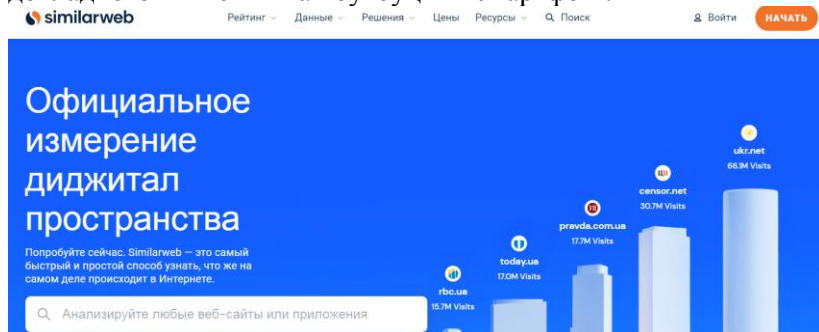 similarweb
Рейтинг Данные Решения Цены Ресурсы Поиск Войти НАЧАТЬ
Официальное
измерение
диджитал
пространства
Попробуйте сейчас. Similarweb — это самый
быстрый и простой способ узнать, что же на
самом деле происходит в Интернете.
Анализируйте любые веб-сайты или приложения
rbc.ua
15.7M Visits
today.ua
17.0M Visits
pravda.com.ua
17.7M Visits
censor.net
30.7M Visits
ukr.net
66.1M Visits